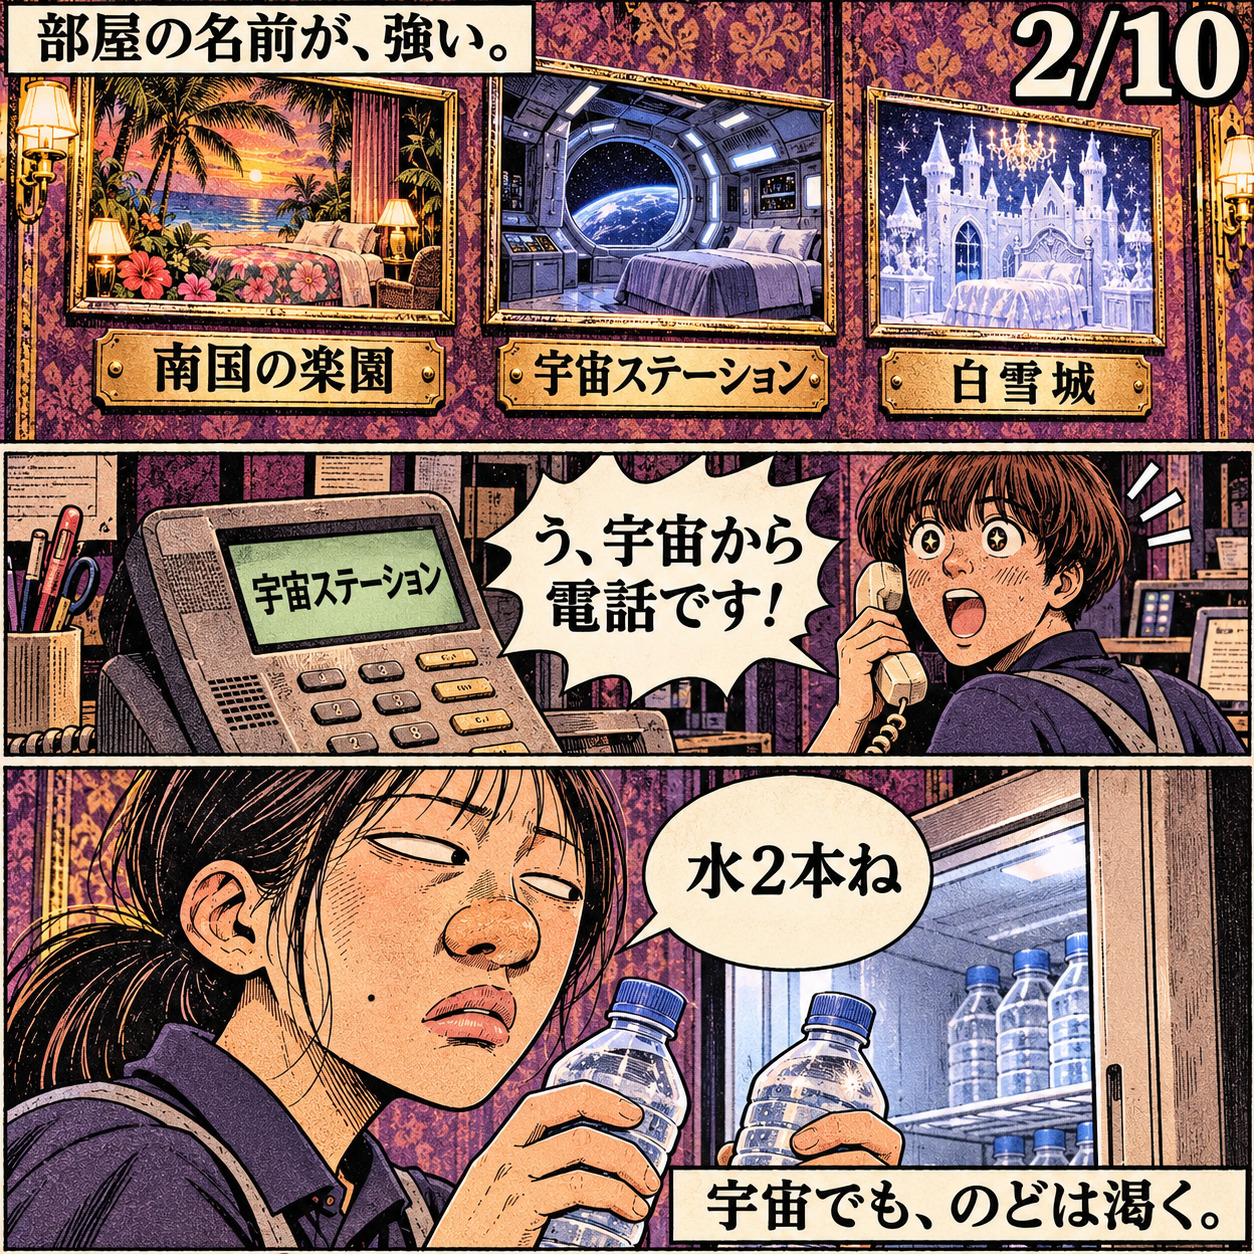 部屋の名前が、強い。
2/10
南国の楽園
宇宙ステーション
白雪城
宇宙ステーション
う、宇宙から
電話です!
水2本ね
宇宙でも、のどは渇く。